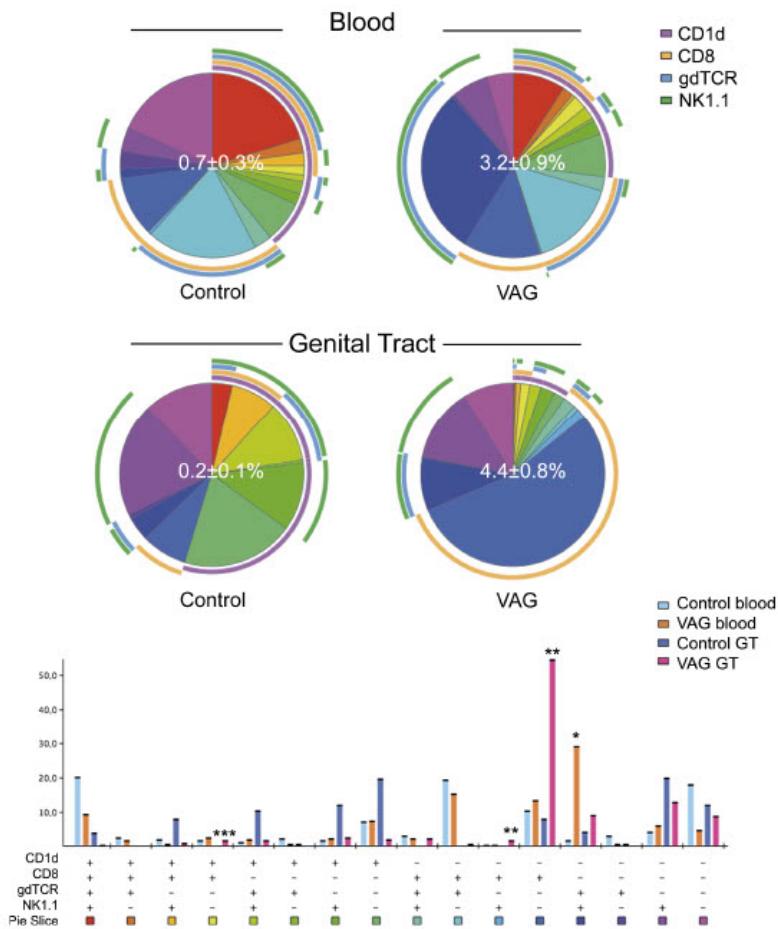 Blood
CD1d
CD8
gdTCR
NK1.1
0.7±0.3%
3.2±0.9%
Control
VAG
Genital Tract
0.2±0.1%
4.4±0.8%
Control
VAG
Control blood
VAG blood
Control GT
VAG GT
50,0
40,0
30,0
20,0
10,0
***
**
**
*
CD1d + + + + + + + + - - - - - - - -
CD8 + + + + - - - - + + + + - - - -
gdTCR + + - - + + - - + + - - + + - -
NK1.1 + - + - + - + - + - + - + - + -
Pie Slice